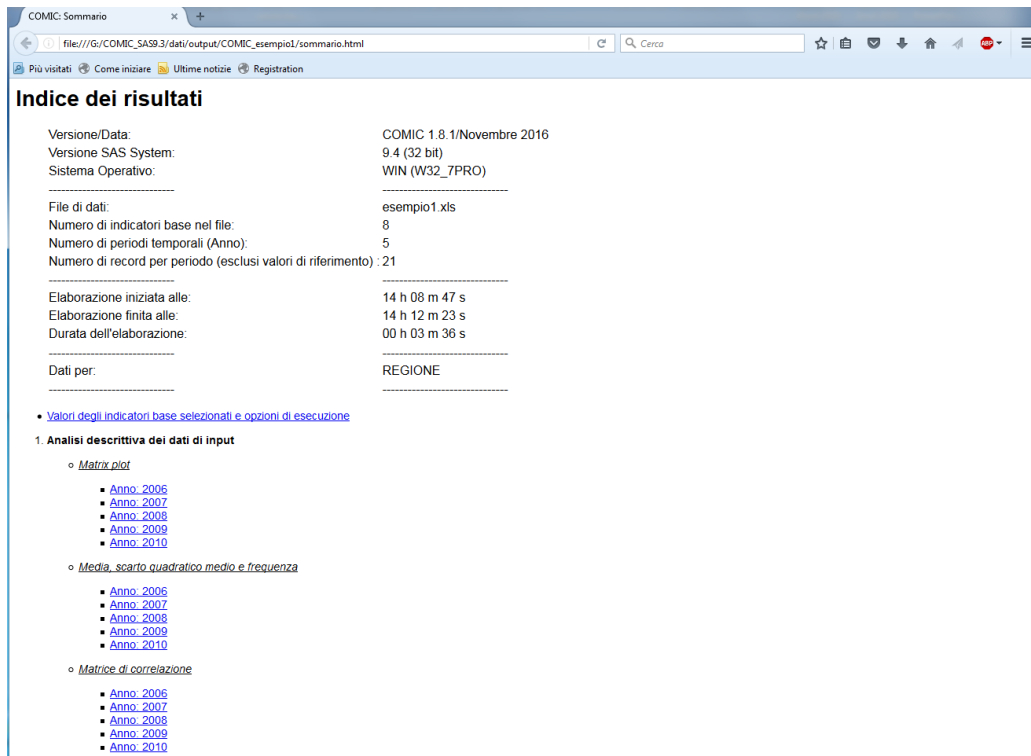 COMIC: Sommario
file:///G:/COMIC_SAS9.3/dati/output/COMIC_esempio1/sommario.html
Cerca
ABP
Più visitati Come iniziare Ultime notizie Registration
Indice dei risultati
Versione/Data: COMIC 1.8.1/Novembre 2016
Versione SAS System: 9.4 (32 bit)
Sistema Operativo: WIN (W32_7PRO)
------------------------------ ------------------------------
File di dati: esempio1.xls
Numero di indicatori base nel file: 8
Numero di periodi temporali (Anno): 5
Numero di record per periodo (esclusi valori di riferimento) : 21
------------------------------ ------------------------------
Elaborazione iniziata alle: 14 h 08 m 47 s
Elaborazione finita alle: 14 h 12 m 23 s
Durata dell'elaborazione: 00 h 03 m 36 s
------------------------------ ------------------------------
Dati per: REGIONE
------------------------------ ------------------------------
Valori degli indicatori base selezionati e opzioni di esecuzione
1. Analisi descrittiva dei dati di input
Matrix plot
Anno: 2006
Anno: 2007
Anno: 2008
Anno: 2009
Anno: 2010
Media, scarto quadratico medio e frequenza
Anno: 2006
Anno: 2007
Anno: 2008
Anno: 2009
Anno: 2010
Matrice di correlazione
Anno: 2006
Anno: 2007
Anno: 2008
Anno: 2009
Anno: 2010